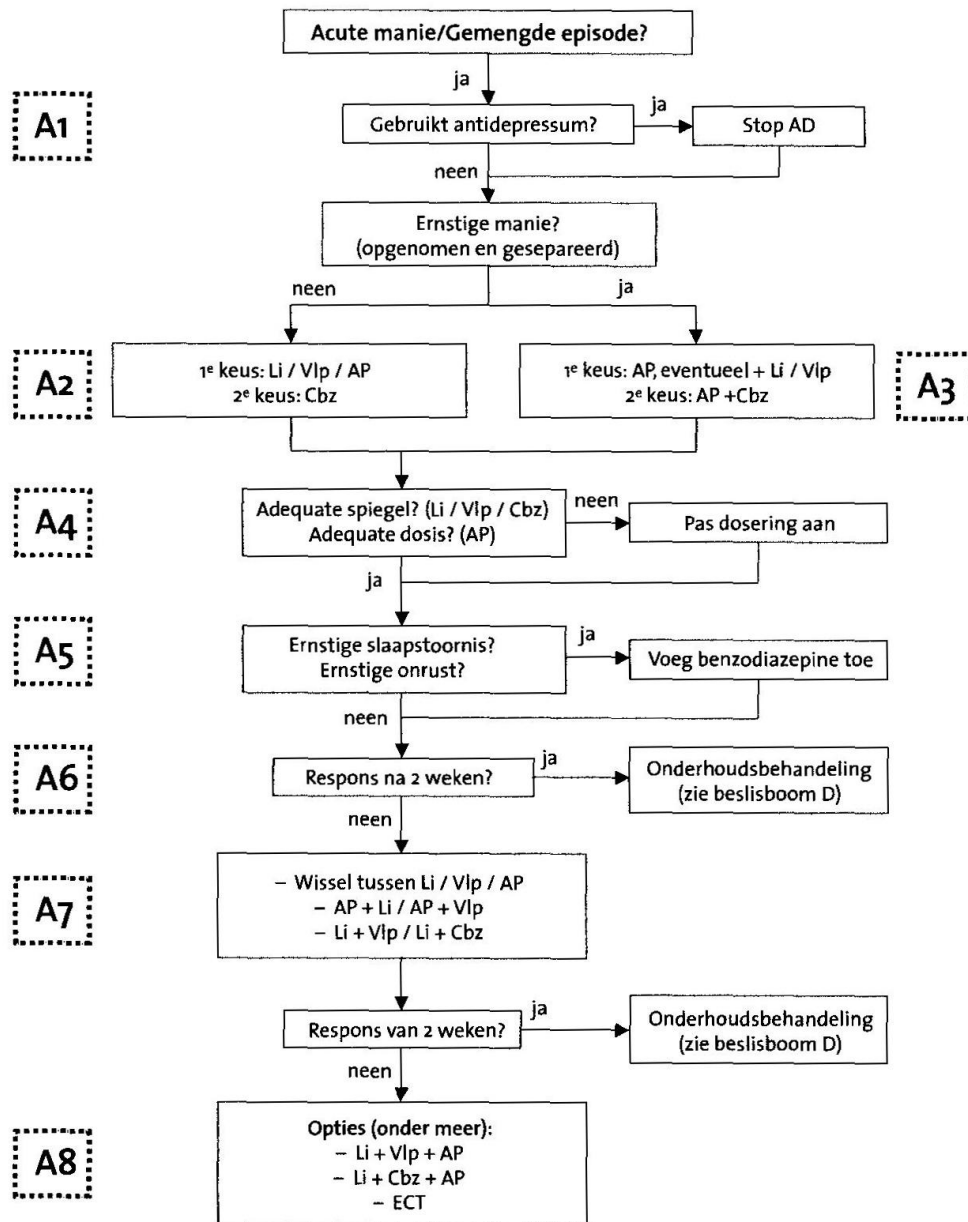 Acute manie/Gemengde episode?
ja
A1
Gebruikt antidepressum?
ja
Stop AD
neen
Ernstige manie?
(opgenomen en gesepareerd)
neen
ja
A2
1e keus: Li / Vlp / AP
2e keus: Cbz
1e keus: AP, eventueel + Li / Vlp
2e keus: AP +Cbz
A3
A4
Adequate spiegel? (Li / Vlp / Cbz)
Adequate dosis? (AP)
neen
Pas dosering aan
ja
A5
Ernstige slaapstoornis?
Ernstige onrust?
ja
Voeg benzodiazepine toe
neen
A6
Respons na 2 weken?
ja
Onderhoudsbehandeling
(zie beslisboom D)
neen
A7
– Wissel tussen Li / Vlp / AP
– AP + Li / AP + Vlp
– Li + Vlp / Li + Cbz
Respons van 2 weken?
ja
Onderhoudsbehandeling
(zie beslisboom D)
neen
A8
Opties (onder meer):
– Li + Vlp + AP
– Li + Cbz + AP
– ECT